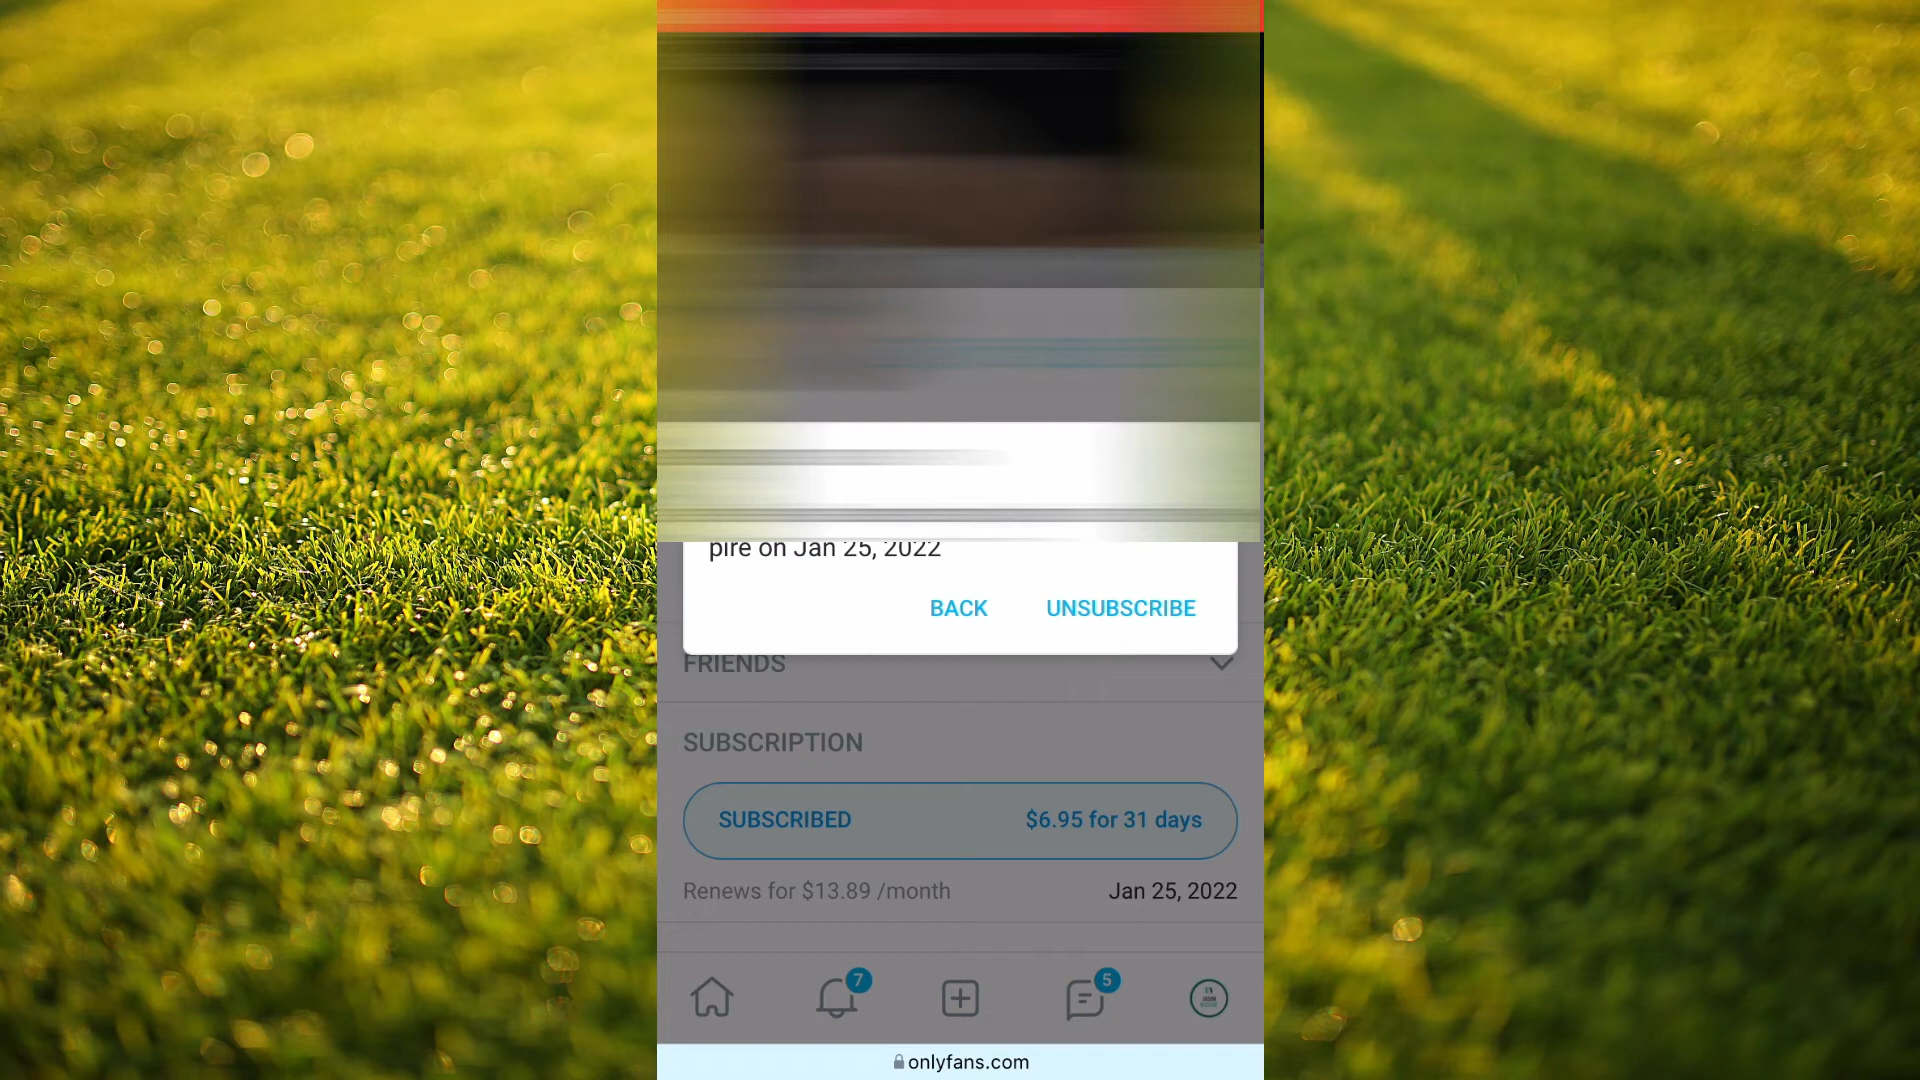 pire on Jan 25, 2022
BACK UNSUBSCRIBE
FRIENDS
SUBSCRIPTION
SUBSCRIBED $6.95 for 31 days
Renews for $13.89 /month Jan 25, 2022
7 5
onlyfans.com